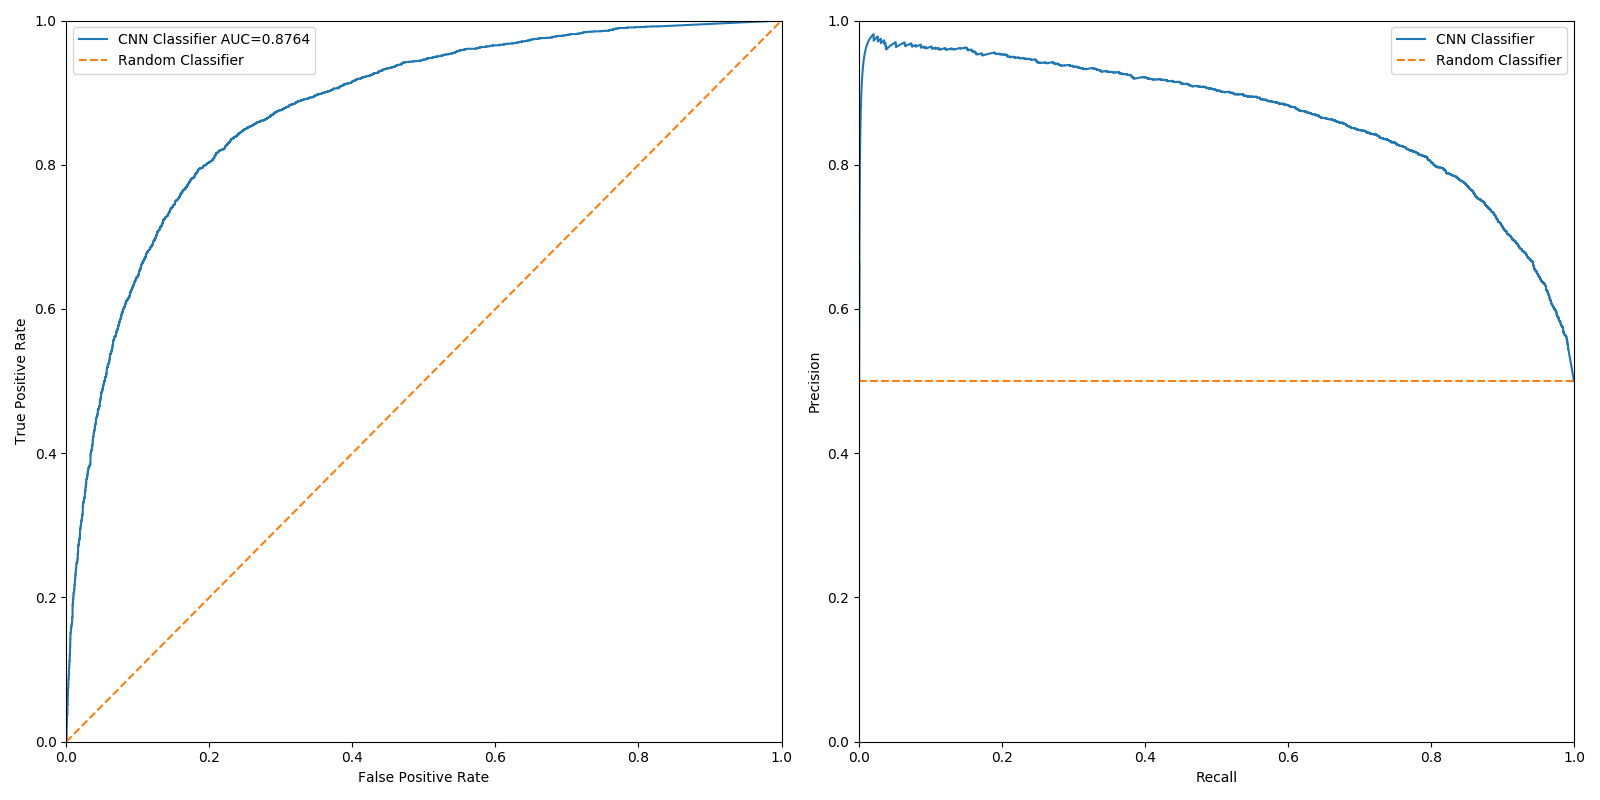 CNN Classifier AUC=0.8764
Random Classifier
True Positive Rate
1.0
0.8
0.6
0.4
0.2
0.0
0.0 0.2 0.4 0.6 0.8 1.0
False Positive Rate
CNN Classifier
Random Classifier
Precision
1.0
0.8
0.6
0.4
0.2
0.0
0.0 0.2 0.4 0.6 0.8 1.0
Recall